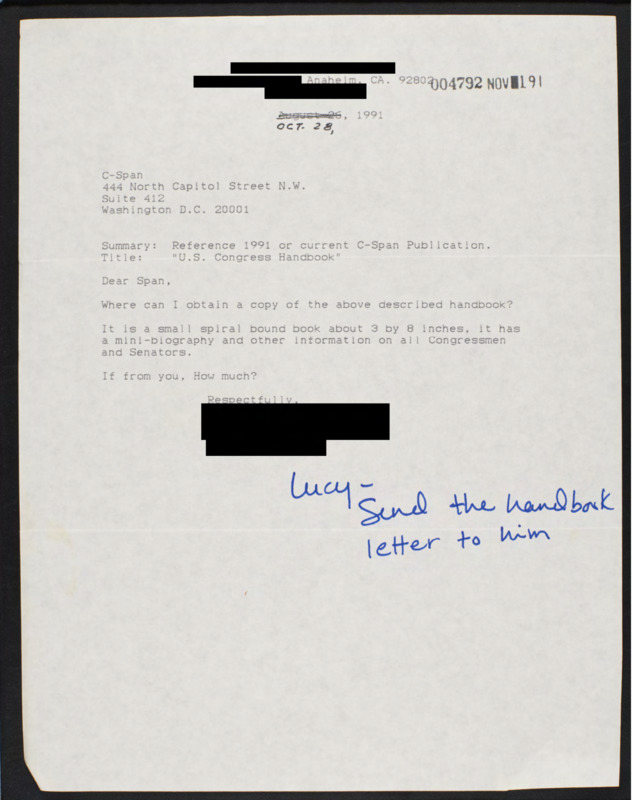 Anaheim, CA. 92802
004792 NOV 191
August 26, 1991
OCT. 28,
C-Span
444 North Capitol Street N.W.
Suite 412
Washington D.C. 20001
Summary: Reference 1991 or current C-Span Publication.
Title: "U.S. Congress Handbook"
Dear Span,
Where can I obtain a copy of the above described handbook?
It is a small spiral bound book about 3 by 8 inches, it has
a mini-biography and other information on all Congressmen
and Senators.
If from you, How much?
Respectfully,
Lucy-
Send the handbook
letter to him